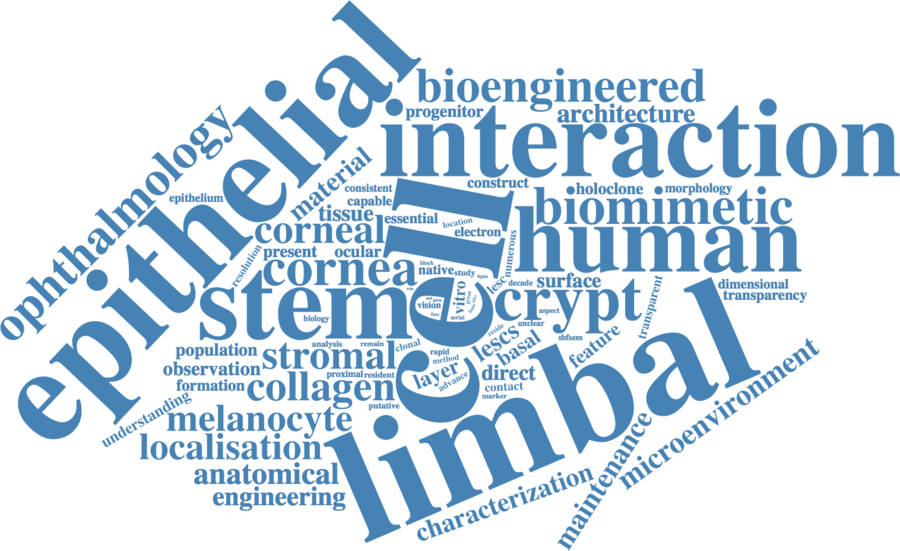 epithelial
bioengineered
progenitor
architecture
interaction
ophthalmology
material
epithelium
consistent
construct
capable
holoclone
morphology
tissue
essential
location
biomimetic
corneal
electron
cell
human
present
ocular
numerous
resolution
cornea
block
native
study
lesc
decade
surface
dimensional
transparency
stem
vitro
vision
crypt
aspect
transparent
biology
aerial
unclear
reside
lescs
basal
sbfsem
feature
population
analysis
remain
clonal
stromal
rapid
method
observation
proximal
resident
layer
advance
direct
formation
collagen
contact
marker
putative
understanding
melanocyte
limbal
localisation
anatomical
engineering
characterization
maintenance
microenvironment